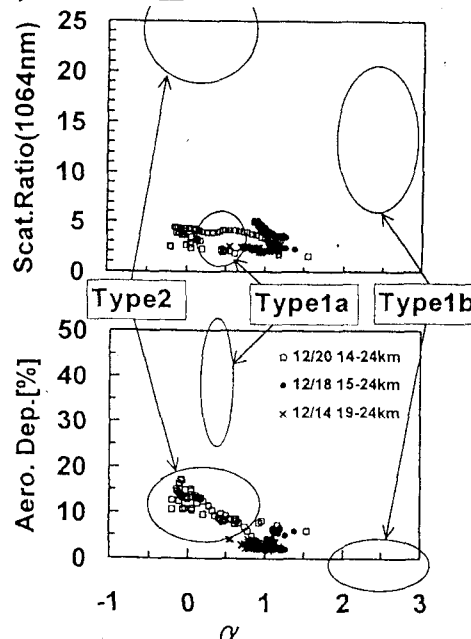 Scat.Ratio(1064nm)
25
20
15
10
5
0
Type2 Type1a Type1b
Aero. Dep.[%]
50
40
30
20
10
0
12/20 14-24km
12/18 15-24km
12/14 19-24km
-1 0 1 2 3
α